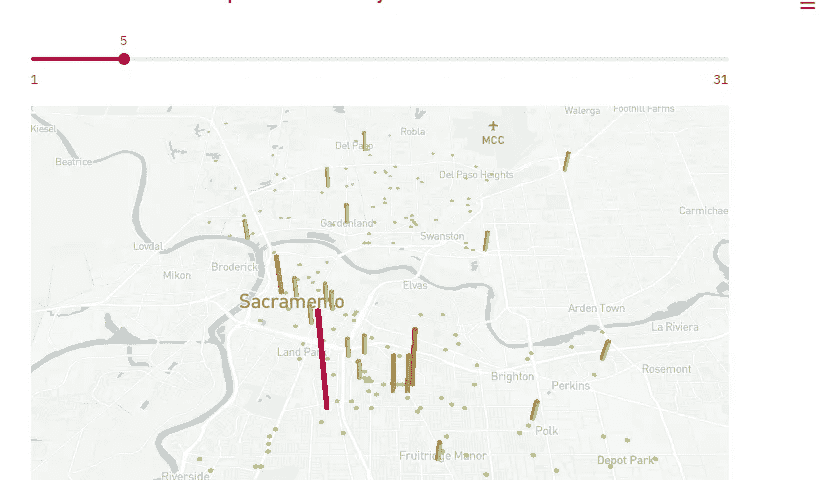 5
1
31
Kiesel
Walerga
Foothill Farms
Robla
MCC
Del Paso
Beatrice
Del Paso Heights
Carmichae
Gardenland
Swanston
Lovdal
Broderick
Mikon
Elvas
Sacramento
Arden Town
La Riviera
Land Park
Brighton
Rosemont
Perkins
Polk
Fruitridge Manor
Depot Park
Riverside